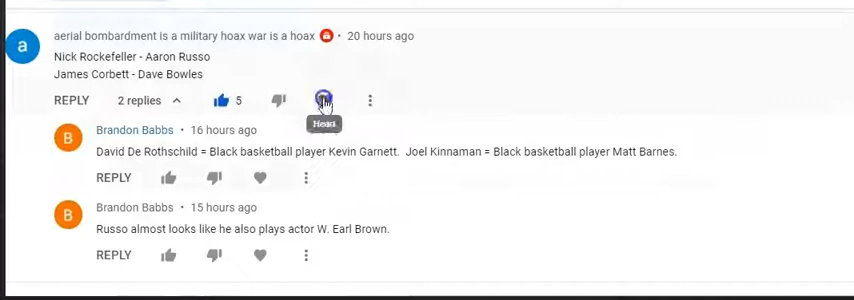 a
aerial bombardment is a military hoax war is a hoax • 20 hours ago
Nick Rockefeller - Aaron Russo
James Corbett - Dave Bowles
REPLY 2 replies 5
Heart
B
Brandon Babbs • 16 hours ago
David De Rothschild = Black basketball player Kevin Garnett. Joel Kinnaman = Black basketball player Matt Barnes.
REPLY
B
Brandon Babbs • 15 hours ago
Russo almost looks like he also plays actor W. Earl Brown.
REPLY